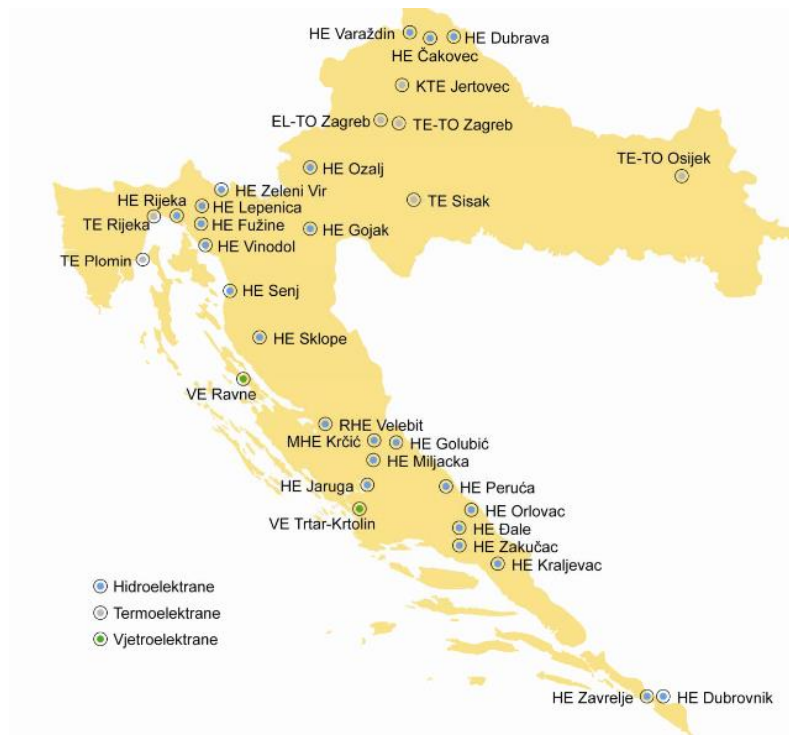 HE Varaždin
HE Dubrava
HE Čakovec
KTE Jertovec
EL-TO Zagreb
TE-TO Zagreb
TE-TO Osijek
HE Ozalj
HE Zeleni Vir
HE Rijeka
HE Lepenica
TE Sisak
TE Rijeka
HE Fužine
HE Gojak
HE Vinodol
TE Plomin
HE Senj
HE Sklope
VE Ravne
RHE Velebit
MHE Krčić
HE Golubić
HE Miljacka
HE Jaruga
HE Peruća
HE Orlovac
VE Trtar-Krtolin
HE Đale
HE Zakučac
HE Kraljevac
Hidroelektrane
Termoelektrane
Vjetroelektrane
HE Zavrelje
HE Dubrovnik